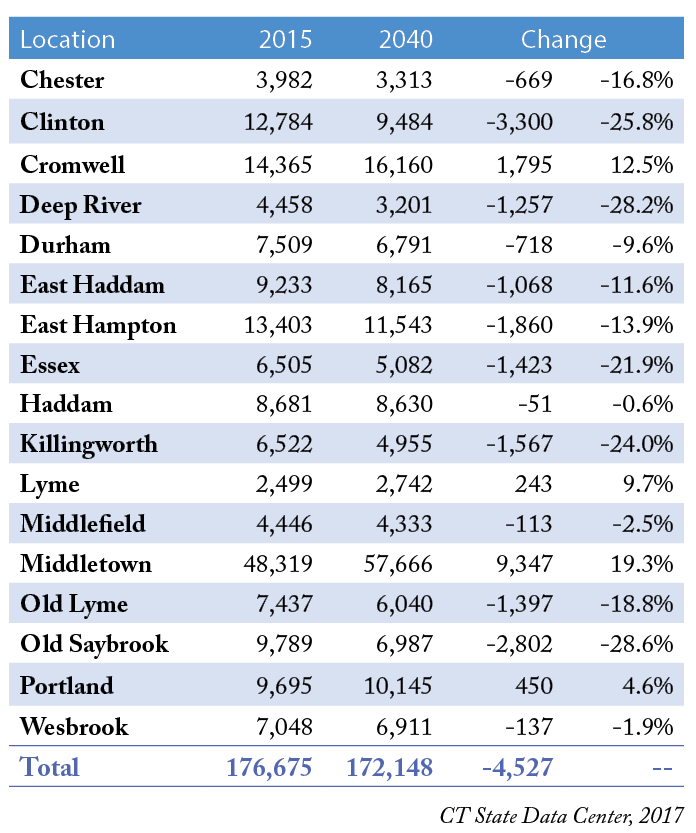 Location 2015 2040 Change
Chester 3,982 3,313 -669 -16.8%
Clinton 12,784 9,484 -3,300 -25.8%
Cromwell 14,365 16,160 1,795 12.5%
Deep River 4,458 3,201 -1,257 -28.2%
Durham 7,509 6,791 -718 -9.6%
East Haddam 9,233 8,165 -1,068 -11.6%
East Hampton 13,403 11,543 -1,860 -13.9%
Essex 6,505 5,082 -1,423 -21.9%
Haddam 8,681 8,630 -51 -0.6%
Killingworth 6,522 4,955 -1,567 -24.0%
Lyme 2,499 2,742 243 9.7%
Middlefield 4,446 4,333 -113 -2.5%
Middletown 48,319 57,666 9,347 19.3%
Old Lyme 7,437 6,040 -1,397 -18.8%
Old Saybrook 9,789 6,987 -2,802 -28.6%
Portland 9,695 10,145 450 4.6%
Wesbrook 7,048 6,911 -137 -1.9%
Total 176,675 172,148 -4,527 --
CT State Data Center, 2017